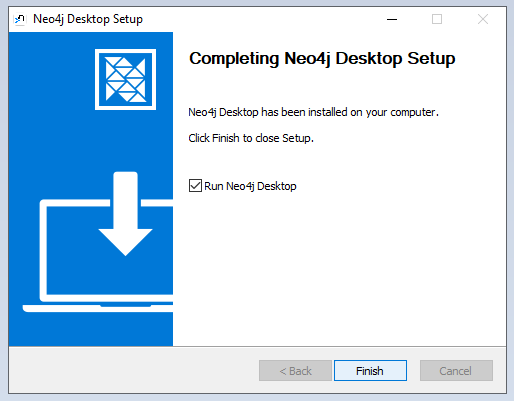 Neo4j Desktop Setup
Completing Neo4j Desktop Setup
Neo4j Desktop has been installed on your computer.
Click Finish to close Setup.
Run Neo4j Desktop
< Back
Finish
Cancel